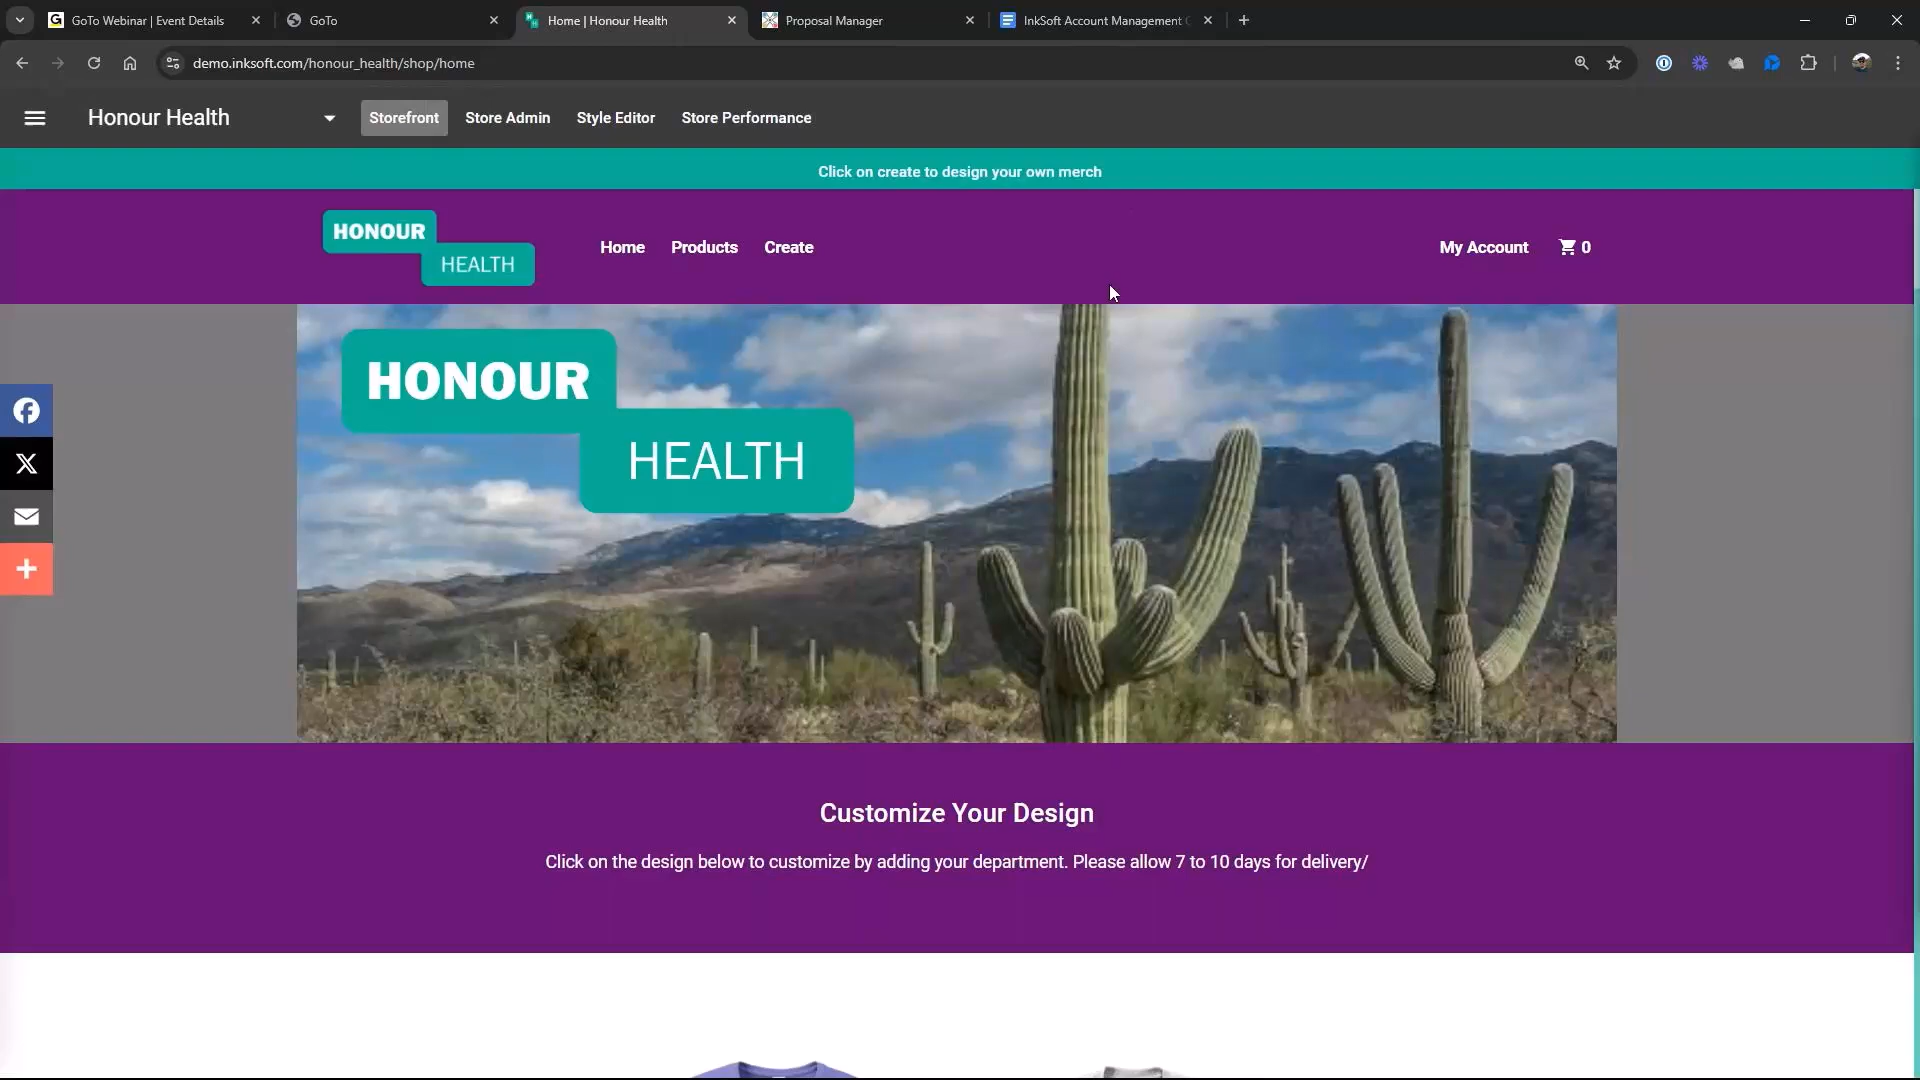 GoTo Webinar | Event Details
GoTo
Home | Honour Health
Proposal Manager
InkSoft Account Management
demo.inksoft.com/honour_health/shop/home
Honour Health
Storefront
Store Admin
Style Editor
Store Performance
Click on create to design your own merch
HONOUR
HEALTH
Home
Products
Create
My Account
0
HONOUR
HEALTH
Customize Your Design
Click on the design below to customize by adding your department. Please allow 7 to 10 days for delivery/